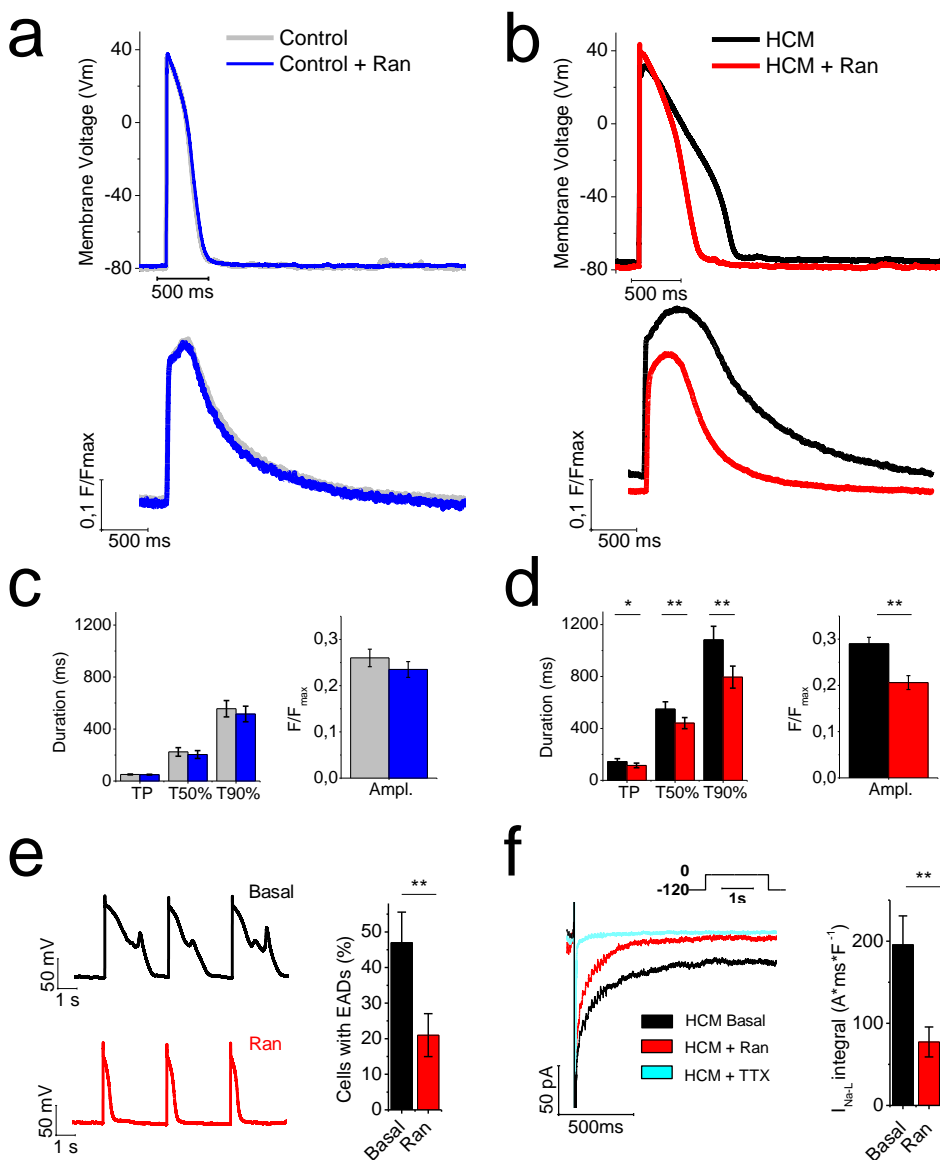 a
Control
Control + Ran
Membrane Voltage (Vm)
40
0
-40
-80
500 ms
0,1 F/Fmax
500 ms
b
HCM
HCM + Ran
Membrane Voltage (Vm)
40
0
-40
-80
500 ms
0,1 F/Fmax
500 ms
c
Duration (ms)
1200
800
400
0
TP
T50%
T90%
F/Fmax
0,3
0,2
0,1
0,0
Ampl.
d
Duration (ms)
1200
800
400
0
*
**
**
TP
T50%
T90%
F/Fmax
0,3
0,2
0,1
0,0
**
Ampl.
e
Basal
50 mV
1 s
Ran
50 mV
1 s
Cells with EADs (%)
60
50
40
30
20
10
0
**
Basal
Ran
f
0
-120
1s
HCM Basal
HCM + Ran
HCM + TTX
50 pA
500ms
INa-L integral (A*ms*F⁻¹)
200
100
0
**
Basal
Ran